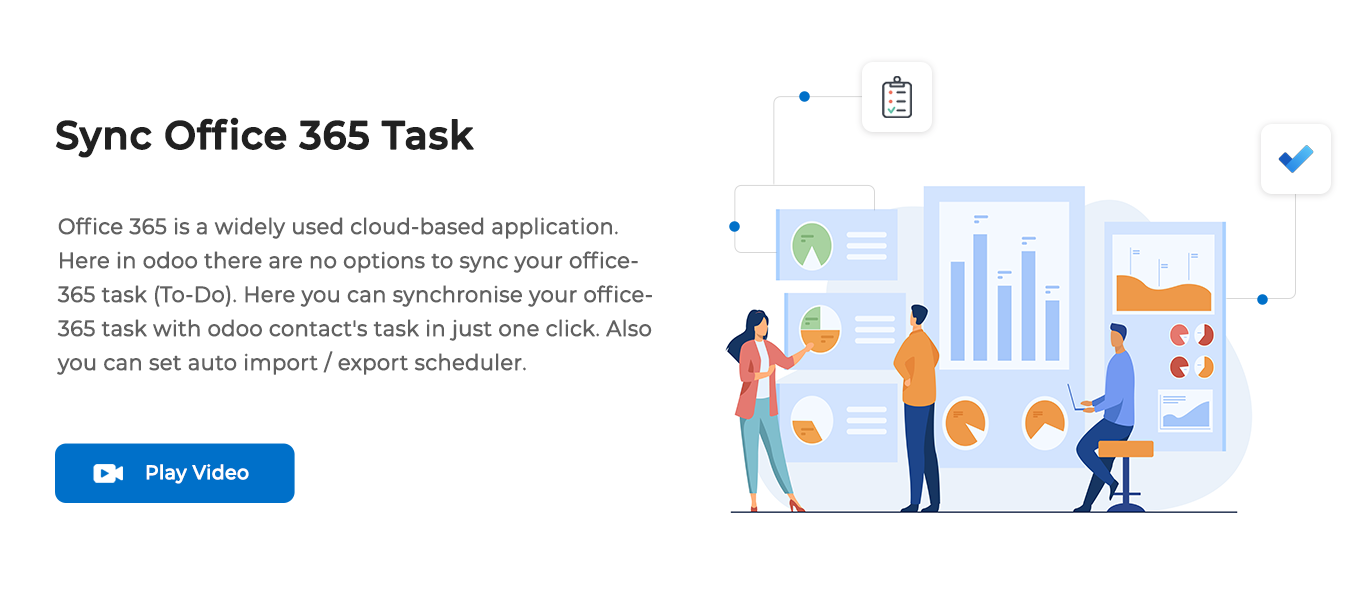 Sync Office 365 Task
Office 365 is a widely used cloud-based application.
Here in odoo there are no options to sync your office-
365 task (To-Do). Here you can synchronise your office-
365 task with odoo contact's task in just one click. Also
you can set auto import / export scheduler.
Play Video